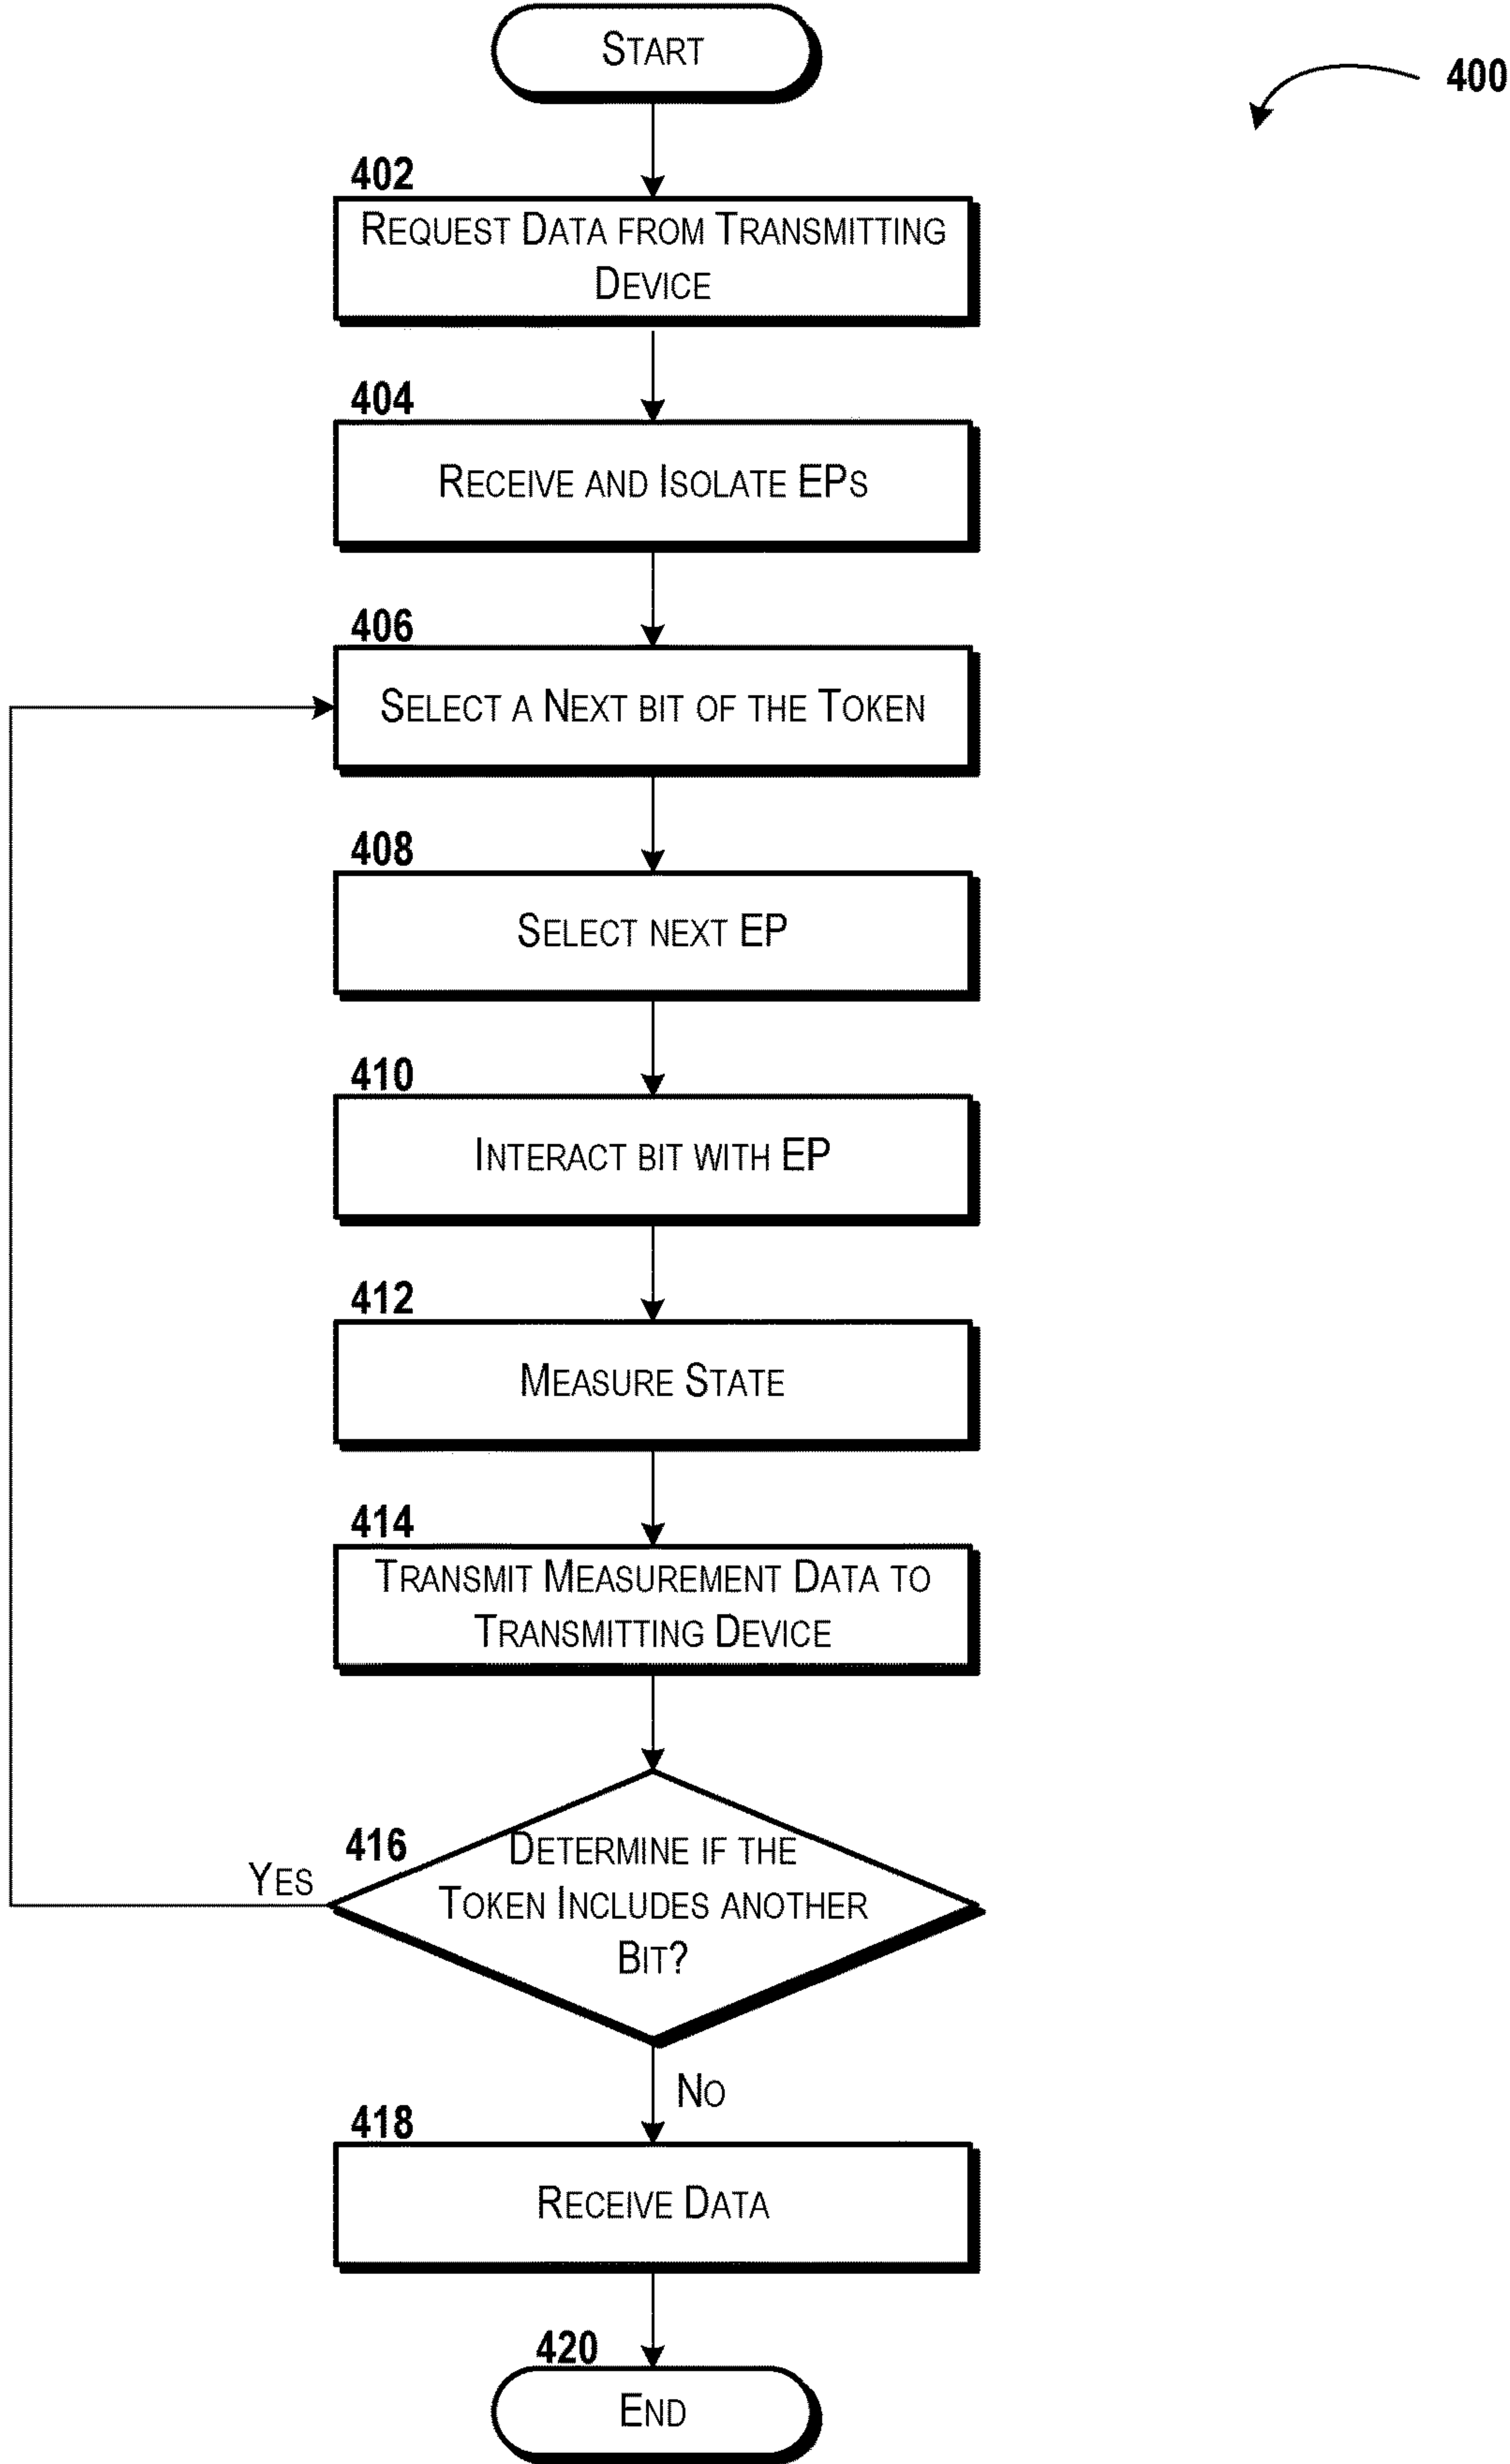 START
400
402
REQUEST DATA FROM TRANSMITTING
DEVICE
404
RECEIVE AND ISOLATE EPS
406
SELECT A NEXT BIT OF THE TOKEN
408
SELECT NEXT EP
410
INTERACT BIT WITH EP
412
MEASURE STATE
414
TRANSMIT MEASUREMENT DATA TO
TRANSMITTING DEVICE
416
DETERMINE IF THE
TOKEN INCLUDES ANOTHER
BIT?
YES
NO
418
RECEIVE DATA
420
END